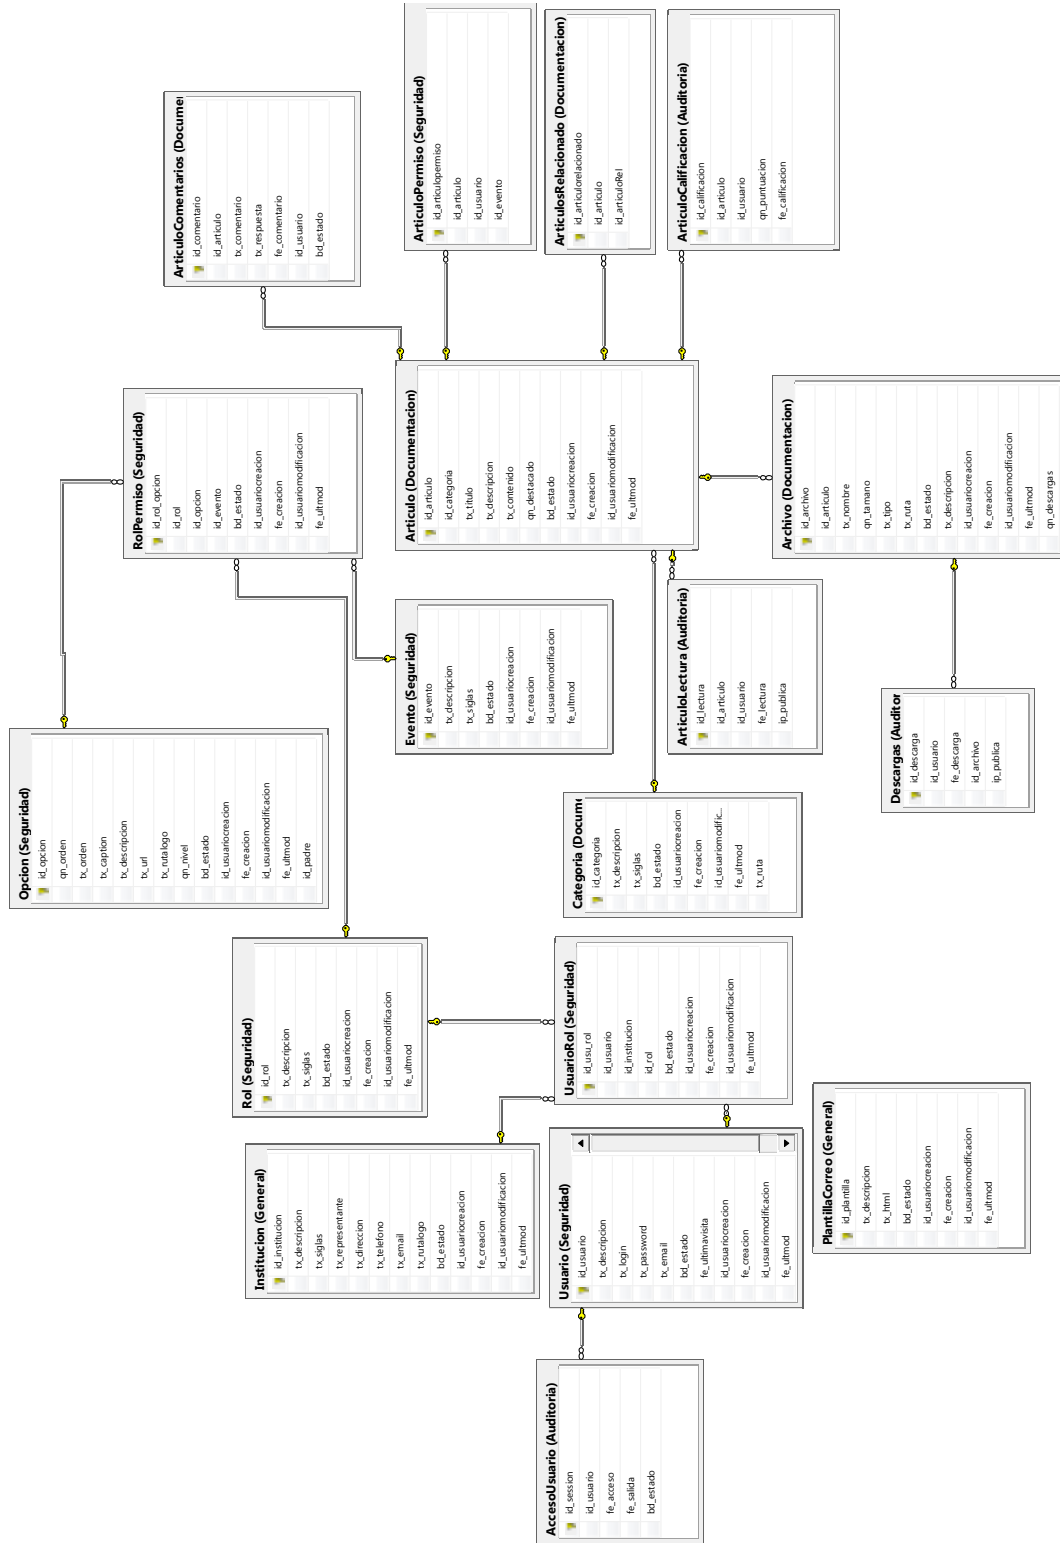 Opcion (Seguridad)
id_opcion
qn_orden
tx_orden
tx_caption
tx_descripcion
tx_url
tx_rutalogo
qn_nivel
bd_estado
id_usuariocreacion
fe_creacion
id_usuariomodificacion
fe_ultmod
id_padre
RolPermiso (Seguridad)
id_rol_opcion
id_rol
id_opcion
id_evento
bd_estado
id_usuariocreacion
fe_creacion
id_usuariomodificacion
fe_ultmod
ArticuloComentarios (Documen
id_comentario
id_articulo
tx_comentario
tx_respuesta
fe_comentario
id_usuario
bd_estado
Rol (Seguridad)
id_rol
tx_descripcion
tx_siglas
bd_estado
id_usuariocreacion
fe_creacion
id_usuariomodificacion
fe_ultmod
Institucion (General)
id_institucion
tx_descripcion
tx_siglas
tx_representante
tx_direccion
tx_telefono
tx_email
tx_rutalogo
bd_estado
id_usuariocreacion
fe_creacion
id_usuariomodificacion
fe_ultmod
Evento (Seguridad)
id_evento
tx_descripcion
tx_siglas
bd_estado
id_usuariocreacion
fe_creacion
id_usuariomodificacion
fe_ultmod
Articulo (Documentacion)
id_articulo
id_categoria
tx_titulo
tx_descripcion
tx_contenido
qn_destacado
bd_estado
id_usuariocreacion
fe_creacion
id_usuariomodificacion
fe_ultmod
ArticuloPermiso (Seguridad)
id_articulopermiso
id_articulo
id_usuario
id_evento
AccesoUsuario (Auditoria)
id_session
id_usuario
fe_acceso
fe_salida
bd_estado
Usuario (Seguridad)
id_usuario
tx_descripcion
tx_login
tx_password
tx_email
bd_estado
fe_ultimavisita
id_usuariocreacion
fe_creacion
id_usuariomodificacion
fe_ultmod
UsuarioRol (Seguridad)
id_usu_rol
id_usuario
id_institucion
id_rol
bd_estado
id_usuariocreacion
fe_creacion
id_usuariomodificacion
fe_ultmod
Categoria (Docum
id_categoria
tx_descripcion
tx_siglas
bd_estado
id_usuariocreacion
fe_creacion
id_usuariomodific...
fe_ultmod
tx_ruta
ArticulosRelacionado (Documentacion)
id_articulorelacionado
id_articulo
id_articuloRel
ArticuloLectura (Auditoria)
id_lectura
id_articulo
id_usuario
fe_lectura
ip_publica
ArticuloCalificacion (Auditoria)
id_calificacion
id_articulo
id_usuario
qn_puntuacion
fe_calificacion
PlantillaCorreo (General)
id_plantilla
tx_descripcion
tx_html
bd_estado
id_usuariocreacion
fe_creacion
id_usuariomodificacion
fe_ultmod
Archivo (Documentacion)
id_archivo
id_articulo
tx_nombre
qn_tamano
tx_tipo
tx_ruta
bd_estado
tx_descripcion
id_usuariocreacion
fe_creacion
id_usuariomodificacion
fe_ultmod
qn_descargas
Descargas (Auditor
id_descarga
id_usuario
fe_descarga
id_archivo
ip_publica